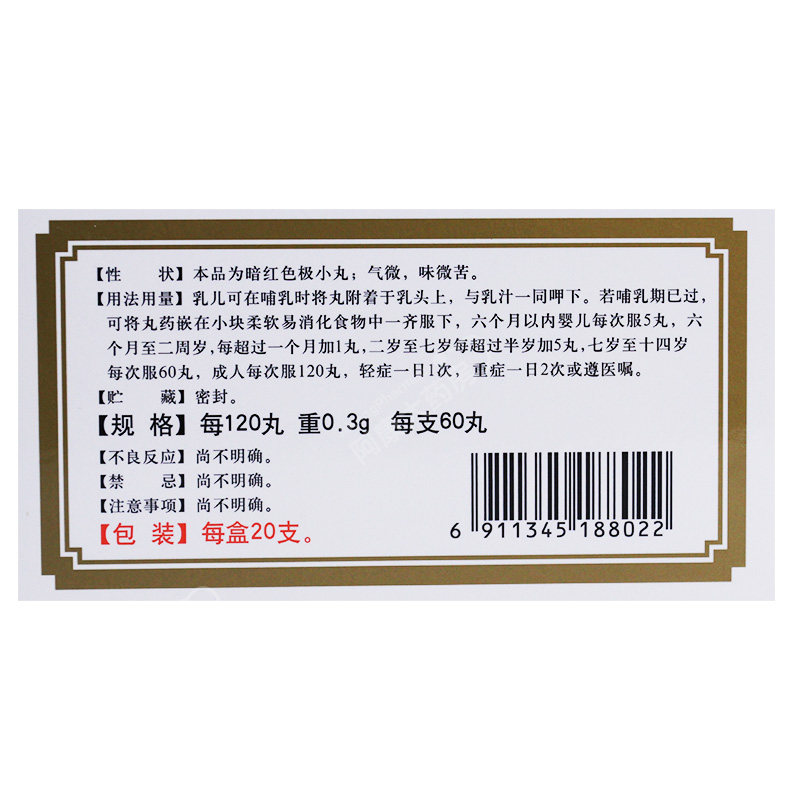 【性 状】本品为暗红色极小丸；气微，味微苦。
【用法用量】乳儿可在哺乳时将丸附着于乳头上，与乳汁一同呷下。若哺乳期已过，
可将丸药嵌在小块柔软易消化食物中一齐服下，六个月以内婴儿每次服5丸，六
个月至二周岁，每超过一个月加1丸，二岁至七岁每超过半岁加5丸，七岁至十四岁
每次服60丸，成人每次服120丸，轻症一日1次，重症一日2次或遵医嘱。
【贮 藏】密封。
【规 格】每120丸 重0.3g 每支60丸
【不良反应】尚不明确。
【禁 忌】尚不明确。
【注意事项】尚不明确。
【包 装】每盒20支。
6 911345 188022